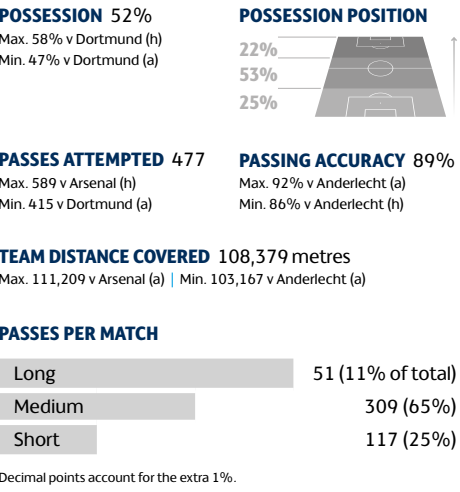 POSSESSION 52%
Max. 58% v Dortmund (h)
Min. 47% v Dortmund (a)
POSSESSION POSITION
22%
53%
25%
PASSES ATTEMPTED 477
Max. 589 v Arsenal (h)
Min. 415 v Dortmund (a)
PASSING ACCURACY 89%
Max. 92% v Anderlecht (a)
Min. 86% v Anderlecht (h)
TEAM DISTANCE COVERED 108,379 metres
Max. 111,209 v Arsenal (a) | Min. 103,167 v Anderlecht (a)
PASSES PER MATCH
Long 51 (11% of total)
Medium 309 (65%)
Short 117 (25%)
Decimal points account for the extra 1%.